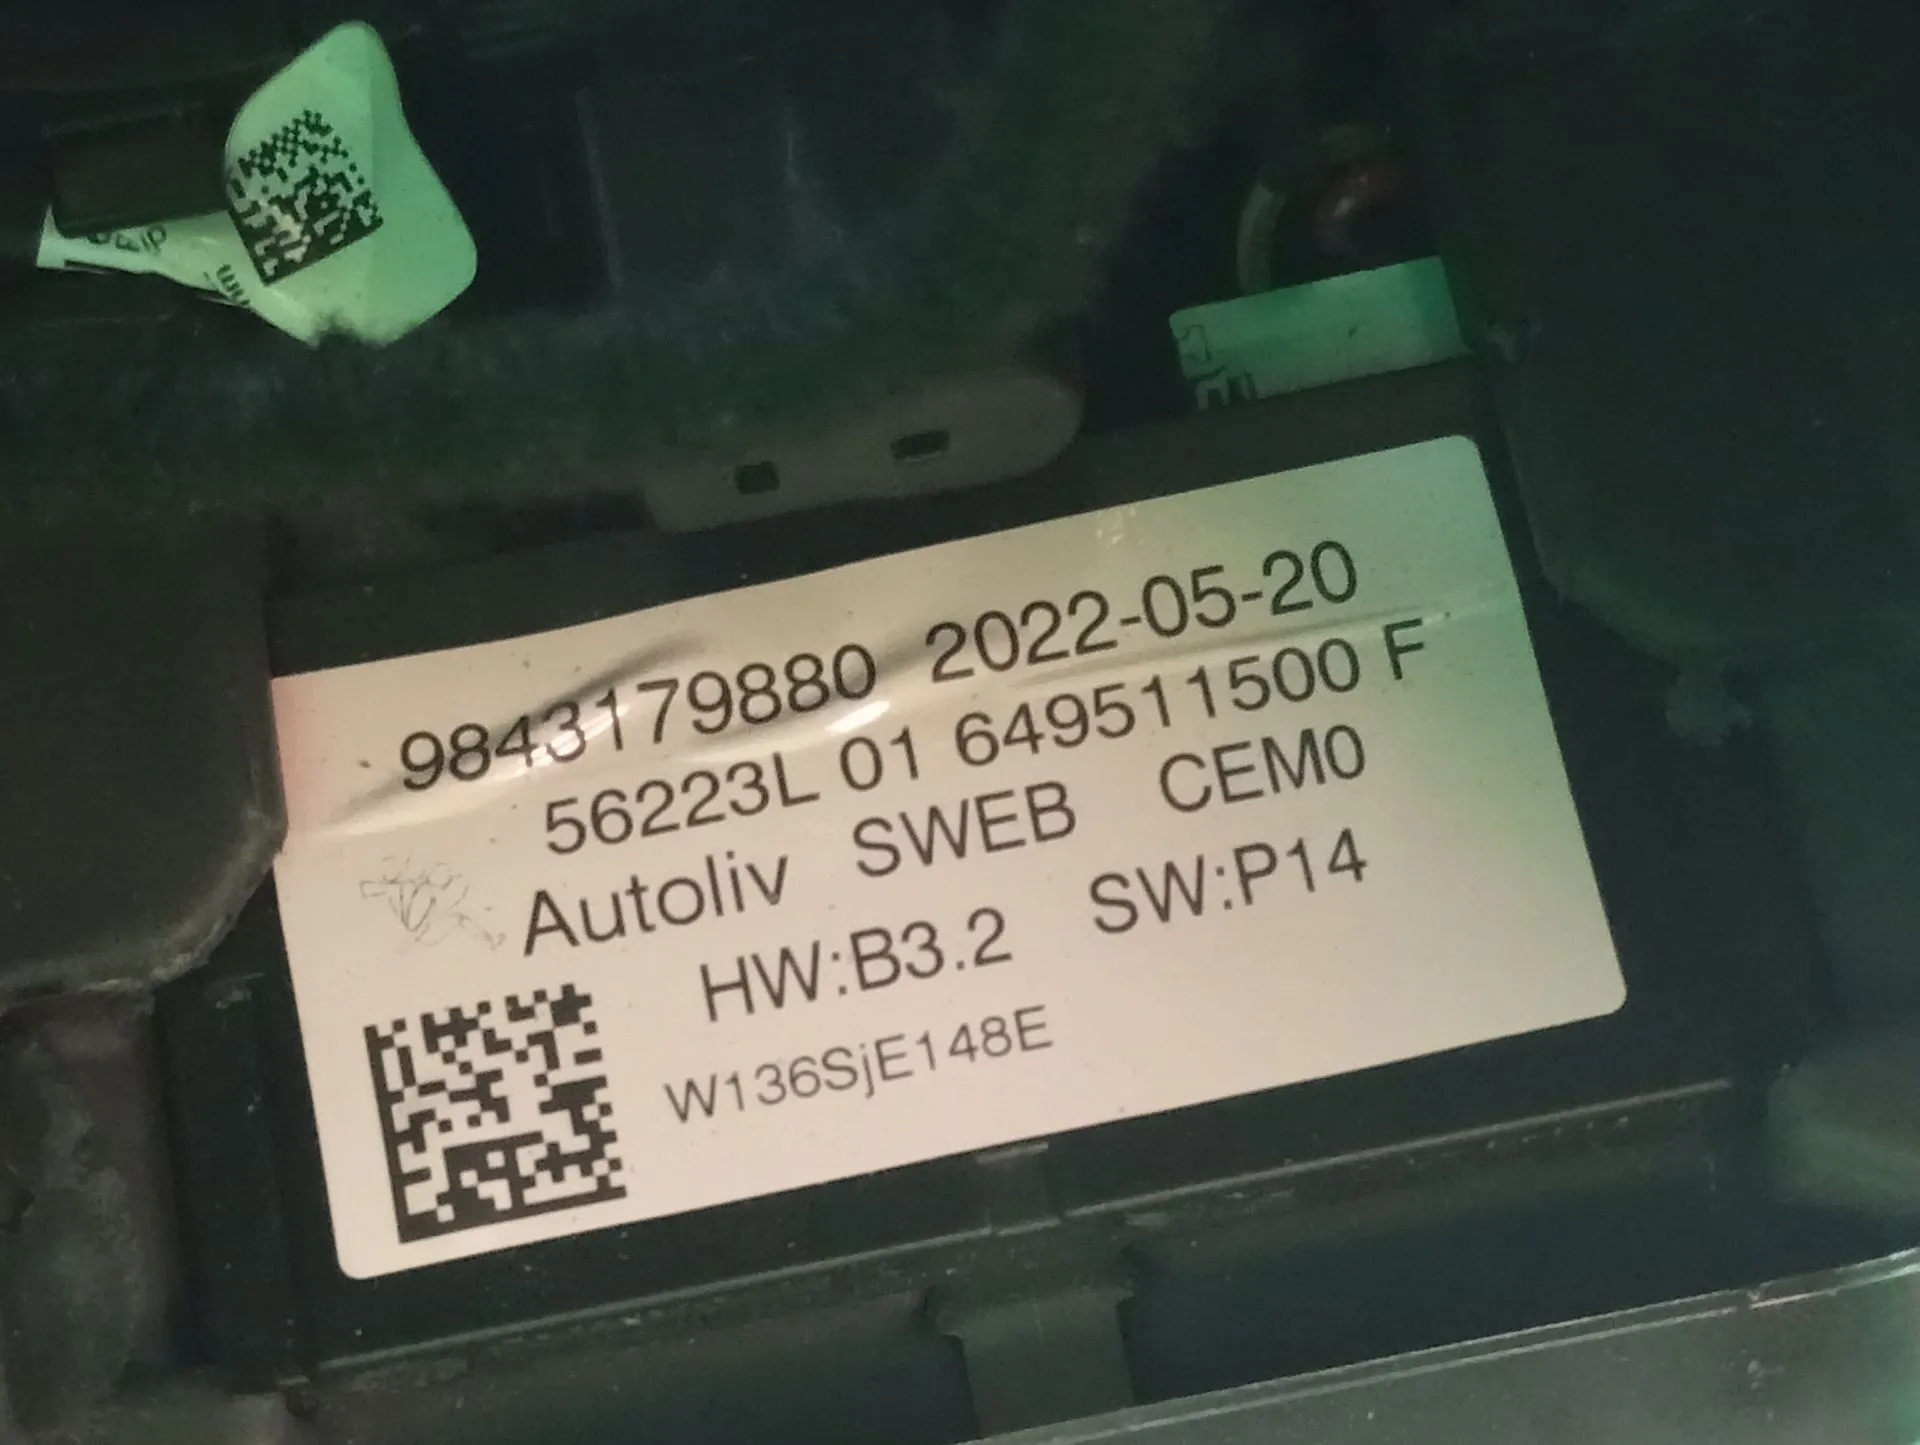 9843179880 2022-05-20
56223L 01 649511500 F
Autoliv SWEB CEM0
HW:B3.2 SW:P14
W136SjE148E